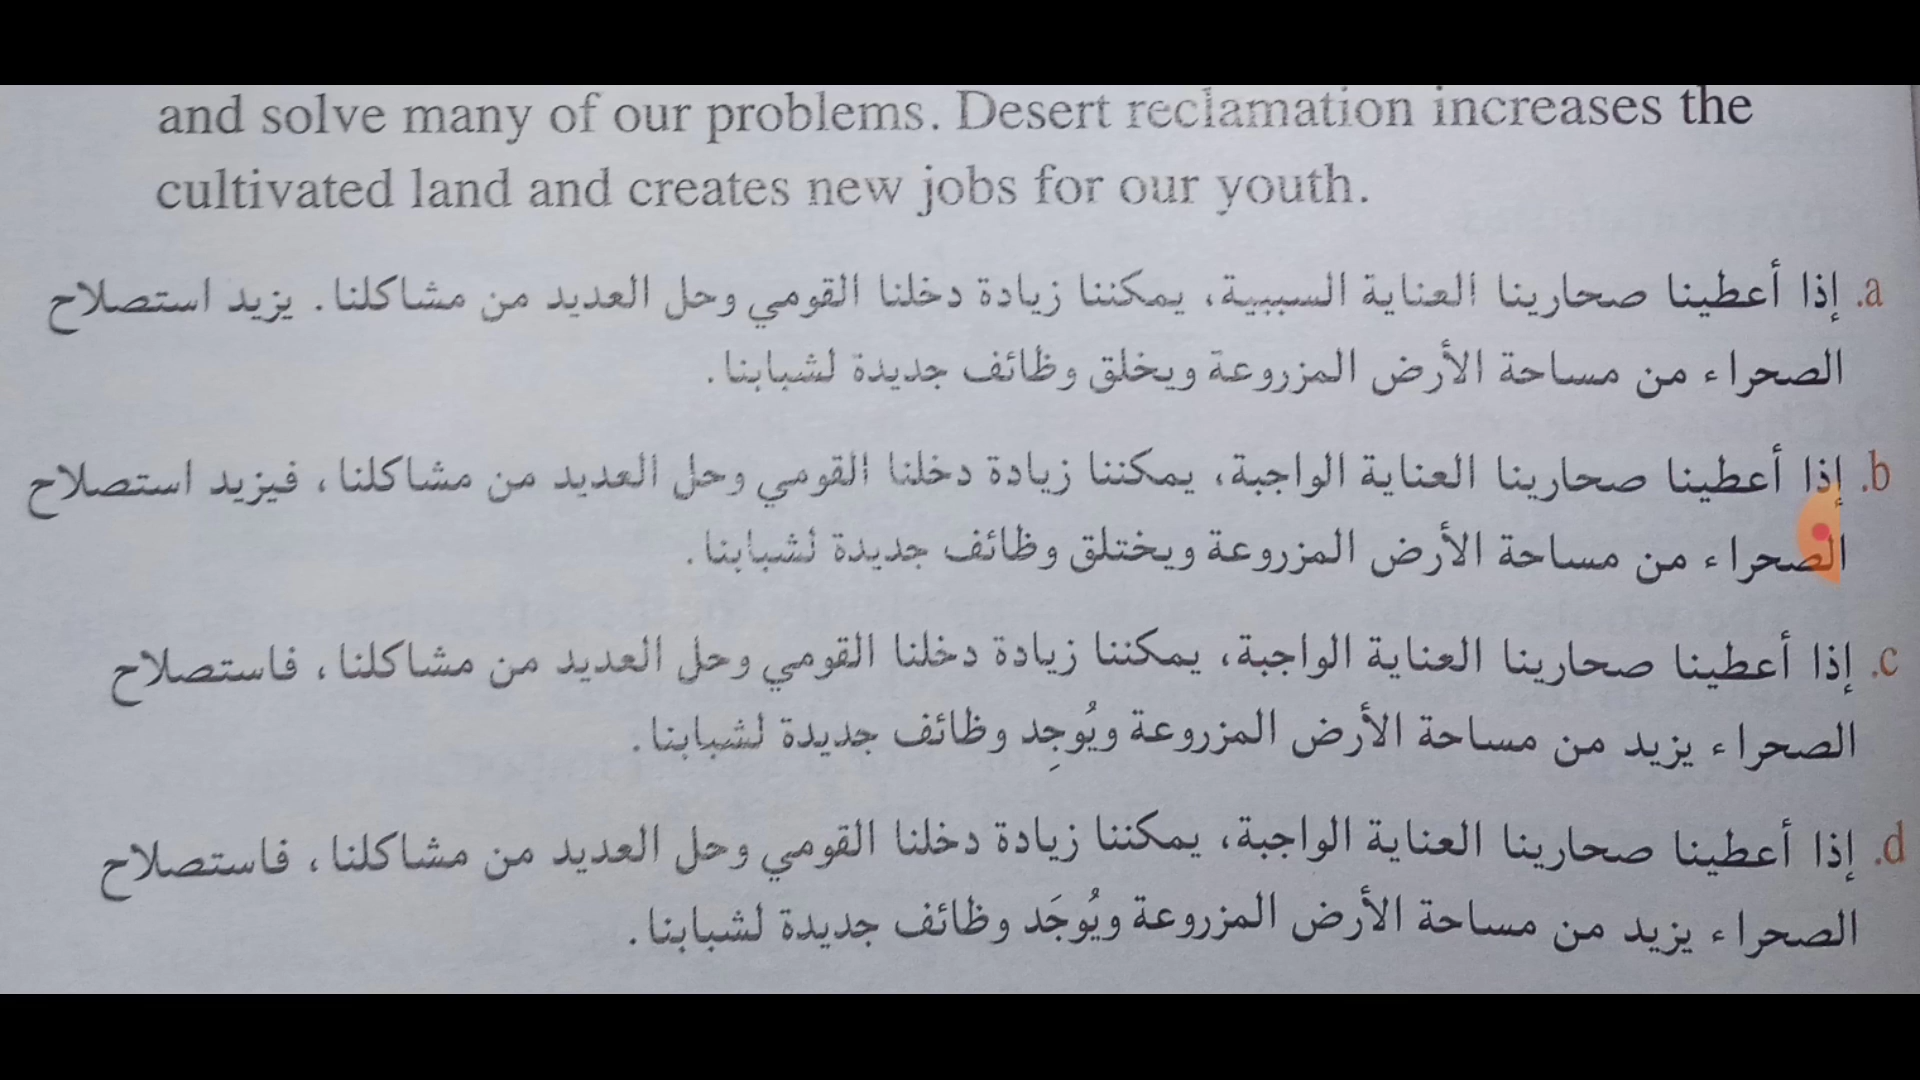 and solve many of our problems. Desert reclamation increases the
cultivated land and creates new jobs for our youth.
a. إذا أعطينا صحارينا العناية السببية، يمكننا زيادة دخلنا القومي وحل العديد من مشاكلنا. يزيد استصلاح
الصحراء من مساحة الأرض المزروعة ويخلق وظائف جديدة لشبابنا.
b. إذا أعطينا صحارينا العناية الواجبة، يمكننا زيادة دخلنا القومي وحل العديد من مشاكلنا، فيزيد استصلاح
الصحراء من مساحة الأرض المزروعة ويختلق وظائف جديدة لشبابنا.
c. إذا أعطينا صحارينا العناية الواجبة، يمكننا زيادة دخلنا القومي وحل العديد من مشاكلنا، فاستصلاح
الصحراء يزيد من مساحة الأرض المزروعة ويُوجِد وظائف جديدة لشبابنا.
d. إذا أعطينا صحارينا العناية الواجبة، يمكننا زيادة دخلنا القومي وحل العديد من مشاكلنا، فاستصلاح
الصحراء يزيد من مساحة الأرض المزروعة ويُوجَد وظائف جديدة لشبابنا.